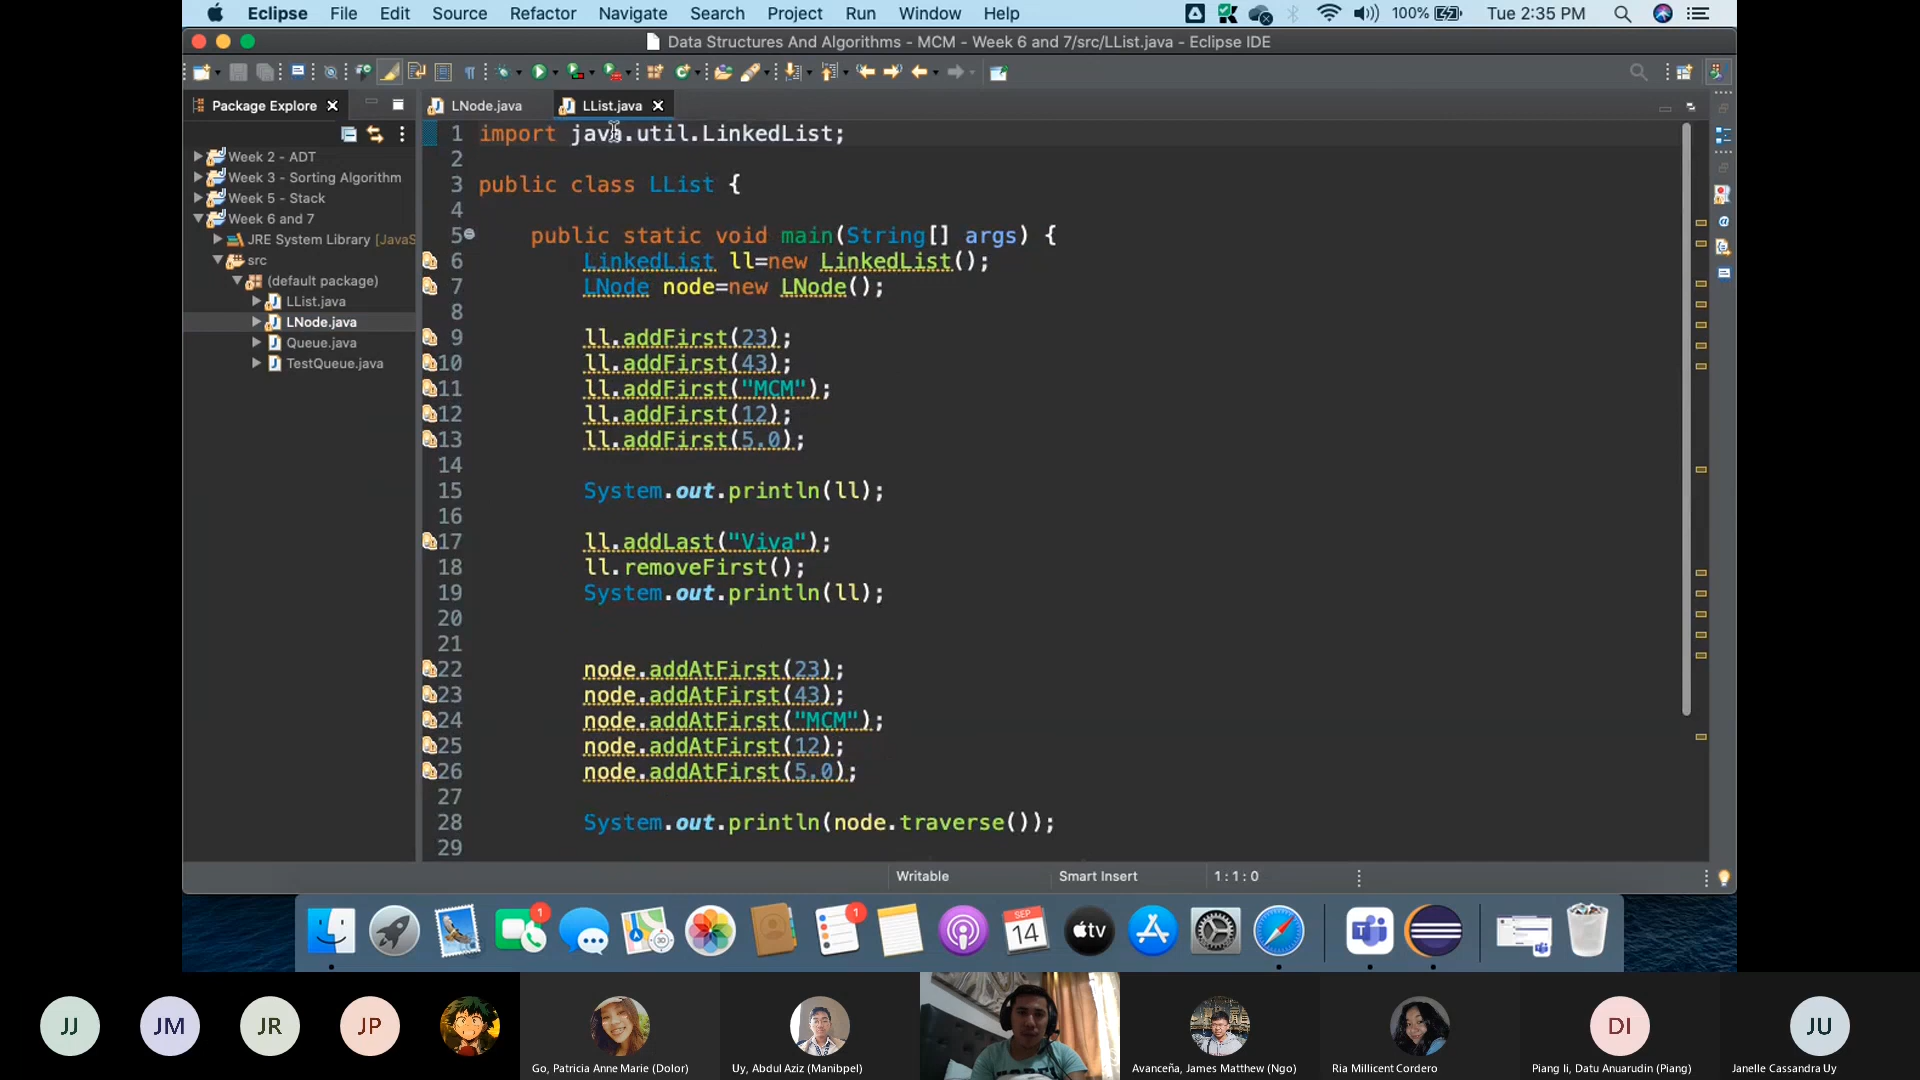 Eclipse File Edit Source Refactor Navigate Search Project Run Window Help 100% Tue 2:35 PM
Data Structures And Algorithms - MCM - Week 6 and 7/src/LList.java - Eclipse IDE
Package Explore
LNode.java
LList.java
Week 2 - ADT
Week 3 - Sorting Algorithm
Week 5 - Stack
Week 6 and 7
JRE System Library [JavaS
src
(default package)
LList.java
LNode.java
Queue.java
TestQueue.java
1 import java.util.LinkedList;
2
3 public class LList {
4
5 public static void main(String[] args) {
6 LinkedList ll=new LinkedList();
7 LNode node=new LNode();
8
9 ll.addFirst(23);
10 ll.addFirst(43);
11 ll.addFirst("MCM");
12 ll.addFirst(12);
13 ll.addFirst(5.0);
14
15 System.out.println(ll);
16
17 ll.addLast("Viva");
18 ll.removeFirst();
19 System.out.println(ll);
20
21
22 node.addAtFirst(23);
23 node.addAtFirst(43);
24 node.addAtFirst("MCM");
25 node.addAtFirst(12);
26 node.addAtFirst(5.0);
27
28 System.out.println(node.traverse());
29
Writable Smart Insert 1 : 1 : 0
1
1
SEP
14
tv
JJ JM JR JP DI JU
Go, Patricia Anne Marie (Dolor)
Uy, Abdul Aziz (Manibpel)
Avanceña, James Matthew (Ngo)
Ria Millicent Cordero
Piang Ii, Datu Anuarudin (Piang)
Janelle Cassandra Uy